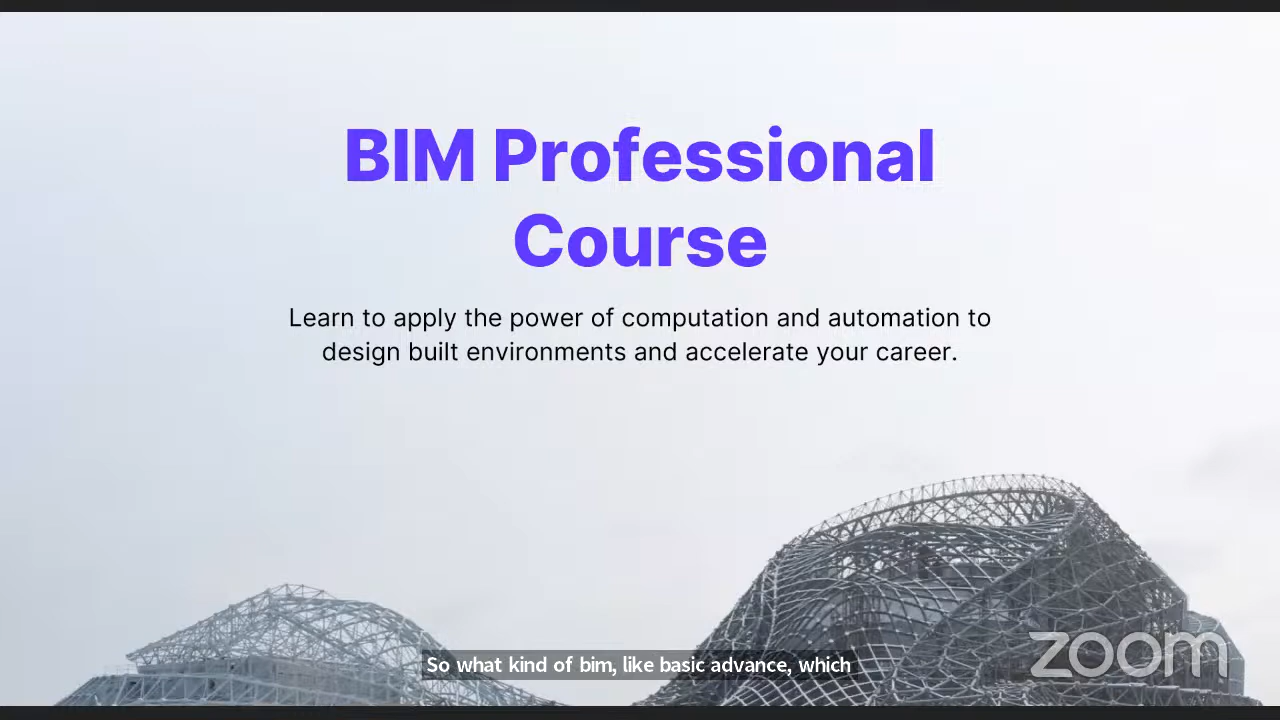 BIM Professional
Course
Learn to apply the power of computation and automation to
design built environments and accelerate your career.
So what kind of bim, like basic advance, which
zoom